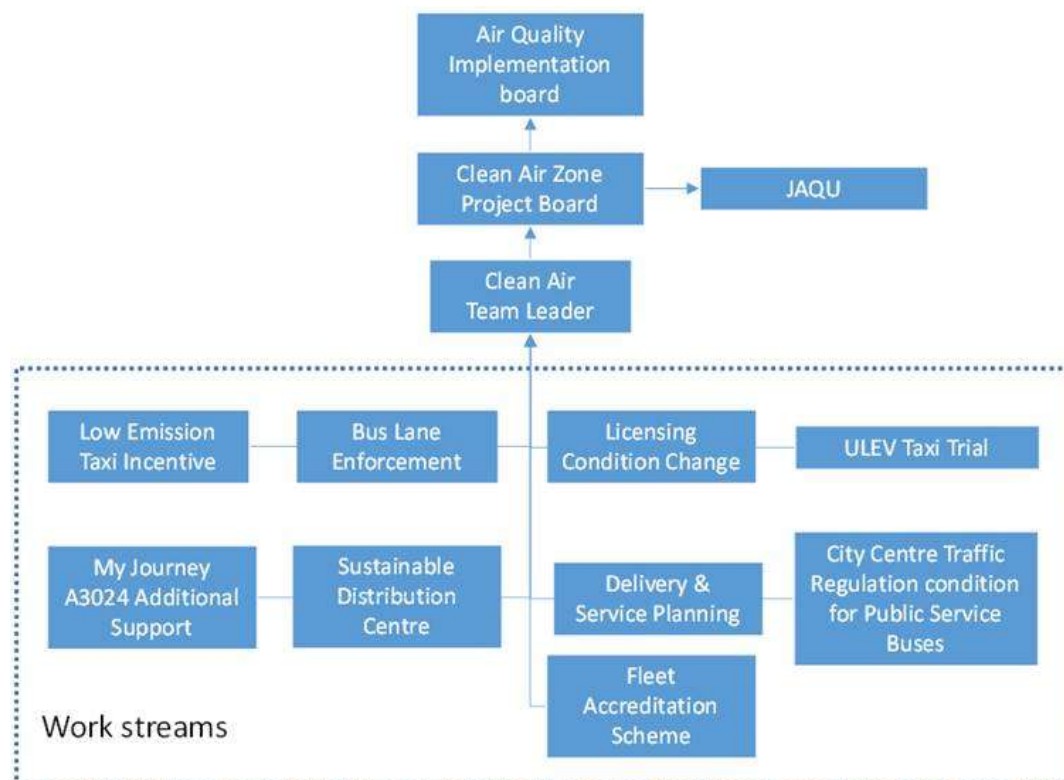 Air Quality
Implementation
board
Clean Air Zone
Project Board
JAQU
Clean Air
Team Leader
Low Emission
Taxi Incentive
Bus Lane
Enforcement
Licensing
Condition Change
ULEV Taxi Trial
My Journey
A3024 Additional
Support
Sustainable
Distribution
Centre
Delivery &
Service Planning
City Centre Traffic
Regulation condition
for Public Service
Buses
Fleet
Accreditation
Scheme
Work streams